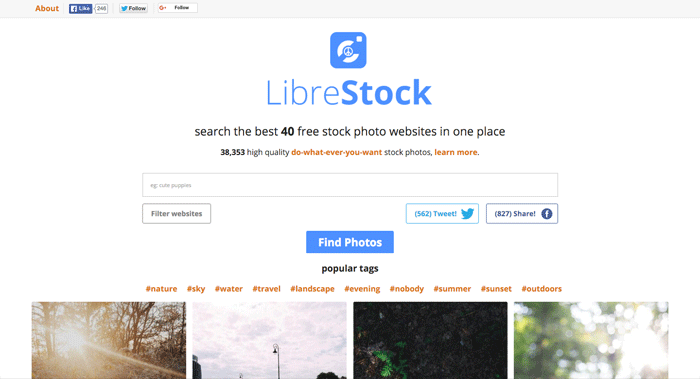 About Like 246 Follow Follow
LibreStock
search the best 40 free stock photo websites in one place
38,353 high quality do-what-ever-you-want stock photos, learn more.
eg: cute puppies
Filter websites (562) Tweet! (827) Share!
Find Photos
popular tags
#nature #sky #water #travel #landscape #evening #nobody #summer #sunset #outdoors